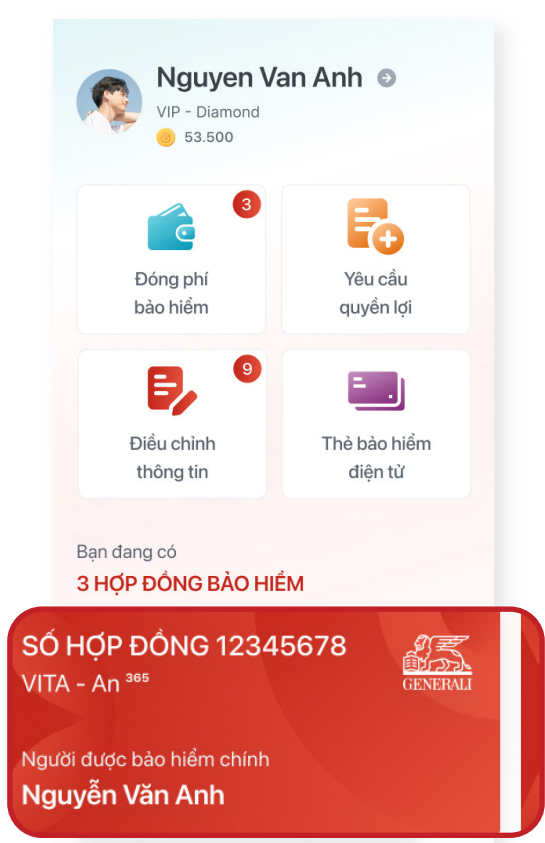 Nguyen Van Anh
VIP - Diamond
53.500
3
Đóng phí
bảo hiểm
Yêu cầu
quyền lợi
9
Điều chỉnh
thông tin
Thẻ bảo hiểm
điện tử
Bạn đang có
3 HỢP ĐỒNG BẢO HIỂM
SỐ HỢP ĐỒNG 12345678
VITA - An 365
GENERALI
Người được bảo hiểm chính
Nguyễn Văn Anh